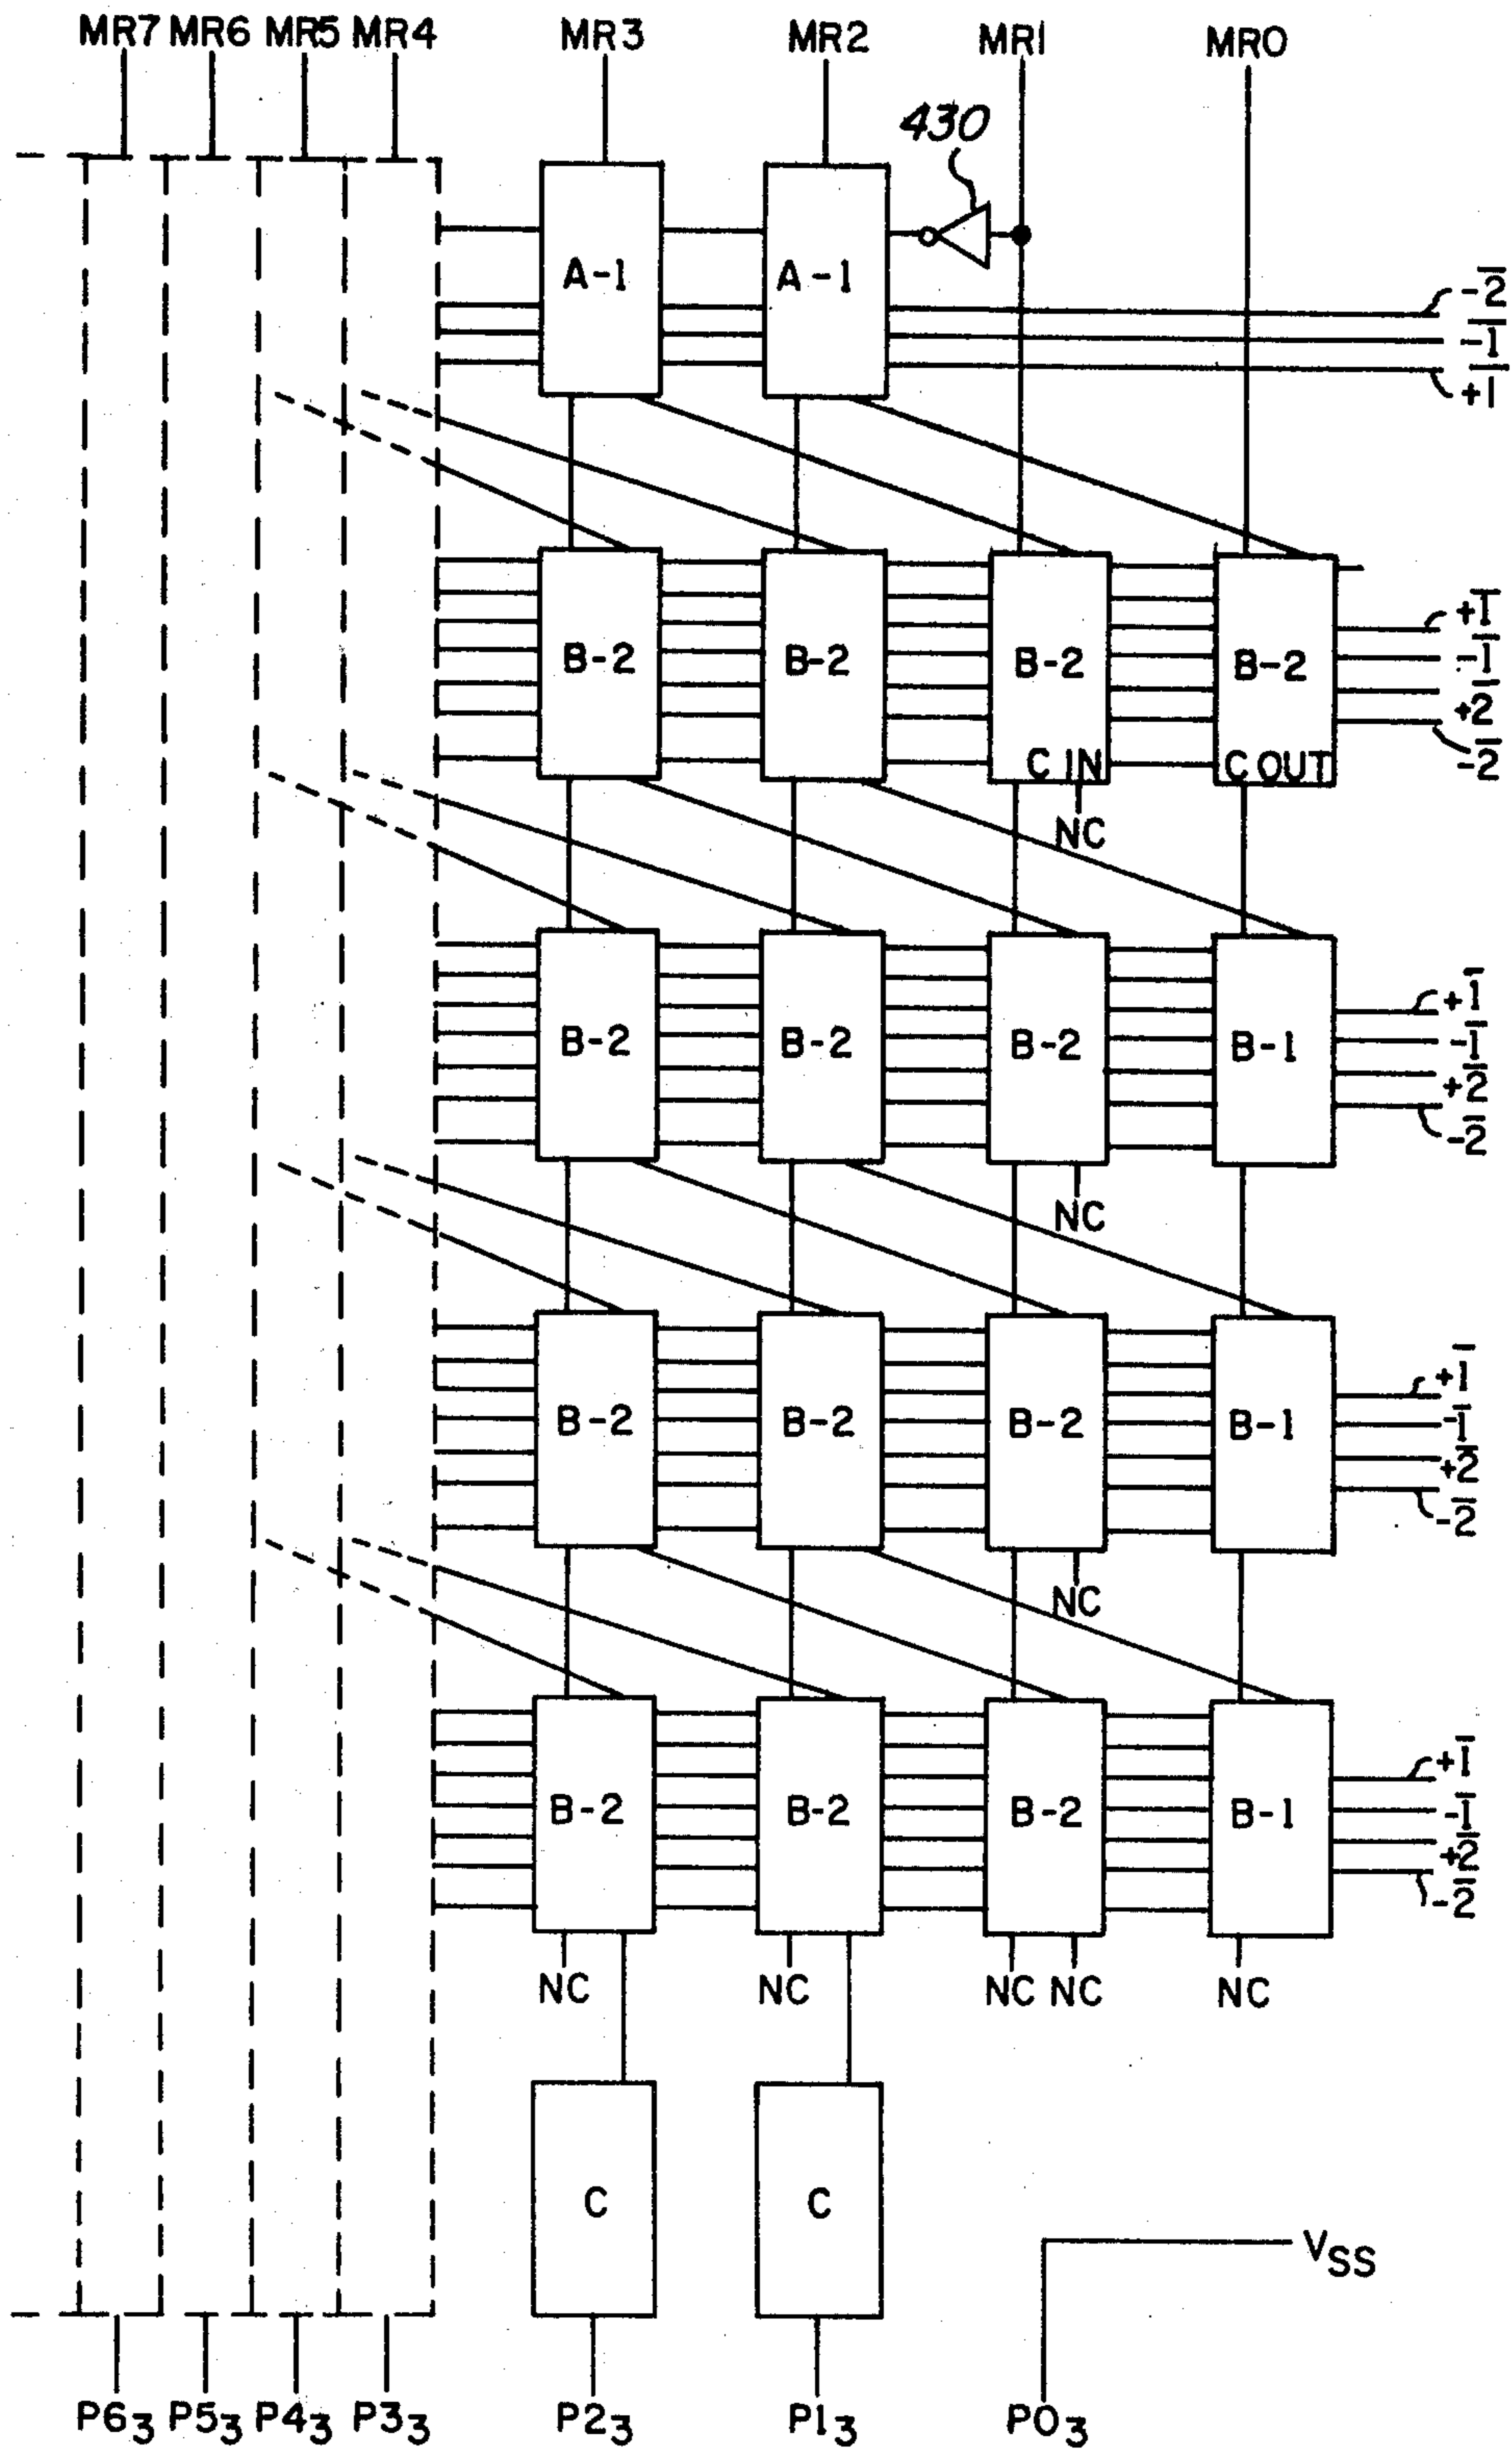 MR7 MR6 MR5 MR4 MR3 MR2 MR1 MR0
430
A-1 A-1
-2̅
-1̅
+1̅
B-2 B-2 B-2 B-2
+1̅
-1̅
+2̅
-2̅
C IN C OUT
NC
B-2 B-2 B-2 B-1
+1̅
-1̅
+2̅
-2̅
NC
B-2 B-2 B-2 B-1
+1̅
-1̅
+2̅
-2̅
NC
B-2 B-2 B-2 B-1
+1̅
-1̅
+2̅
-2̅
NC NC NC NC NC
C C
VSS
P6₃ P5₃ P4₃ P3₃ P2₃ P1₃ P0₃